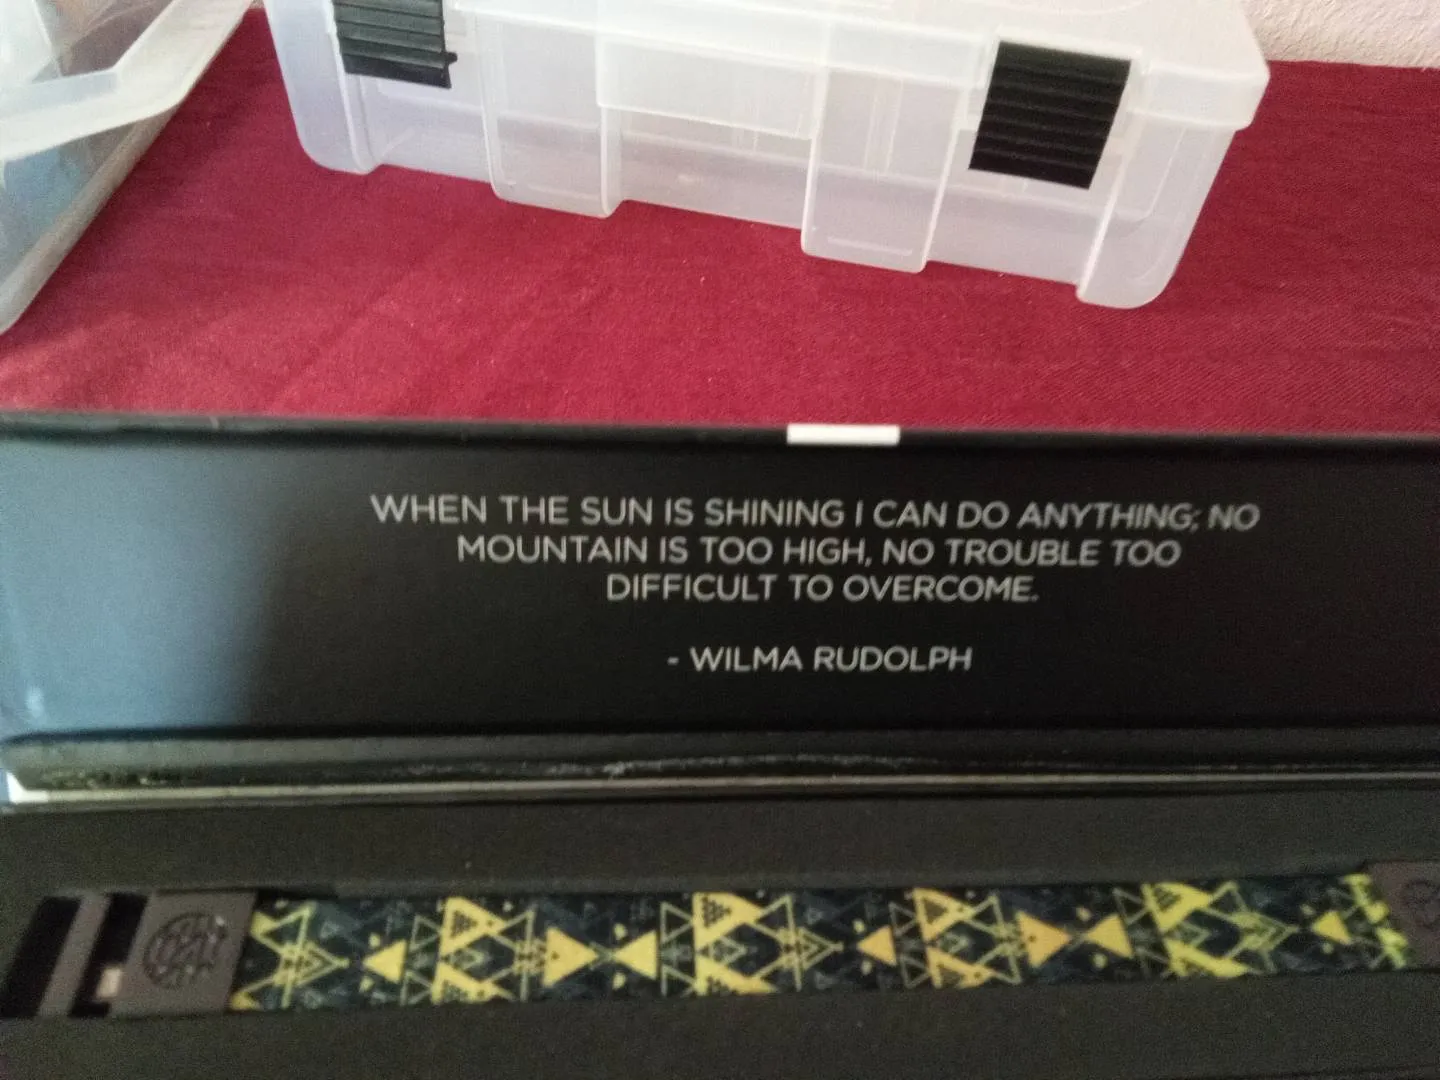 WHEN THE SUN IS SHINING I CAN DO ANYTHING; NO
MOUNTAIN IS TOO HIGH, NO TROUBLE TOO
DIFFICULT TO OVERCOME.
- WILMA RUDOLPH